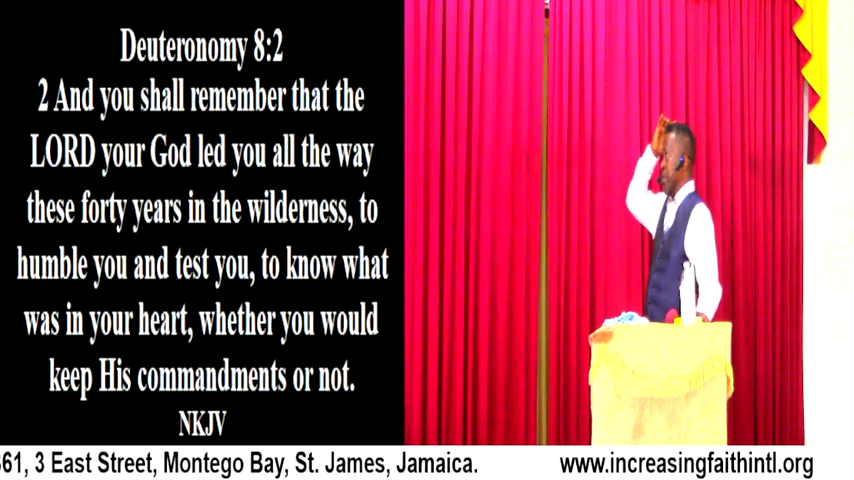 Deuteronomy 8:2
2 And you shall remember that the
LORD your God led you all the way
these forty years in the wilderness, to
humble you and test you, to know what
was in your heart, whether you would
keep His commandments or not.
NKJV
61, 3 East Street, Montego Bay, St. James, Jamaica. www.increasingfaithintl.org